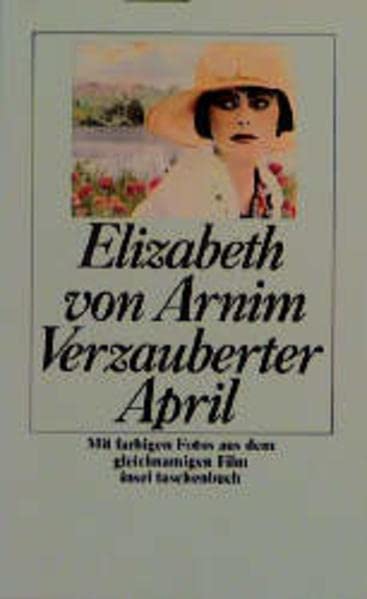 Elizabeth
von Arnim
Verzauberter
April
Mit farbigen Fotos aus dem
gleichnamigen Film
insel taschenbuch